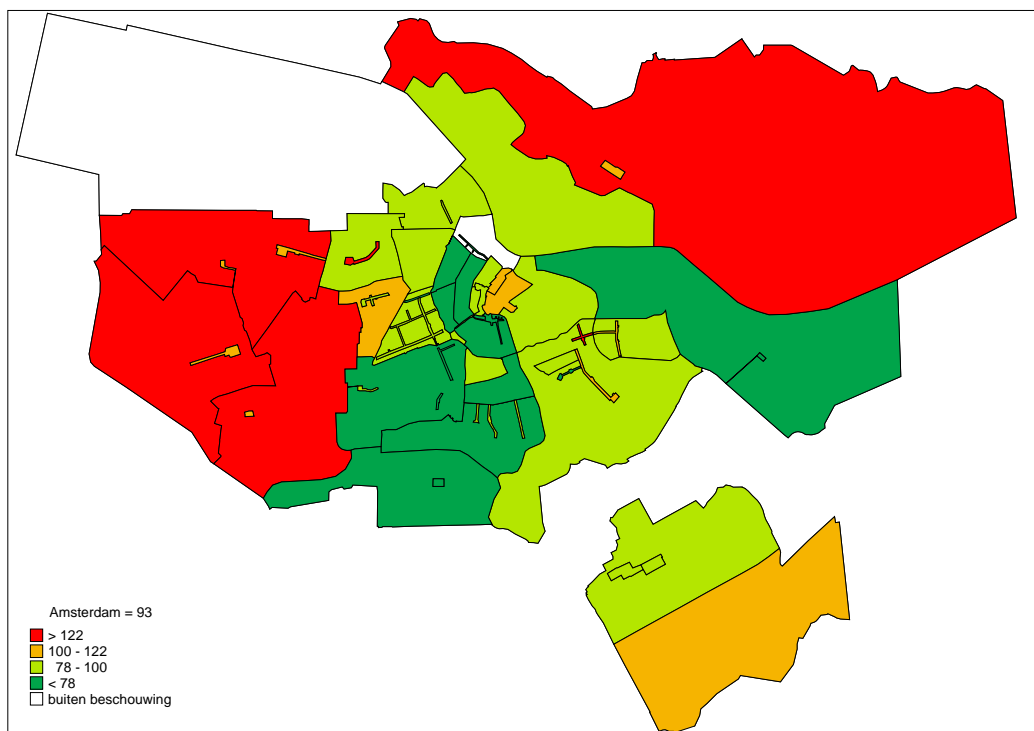 Amsterdam = 93
> 122
100 - 122
78 - 100
< 78
buiten beschouwing